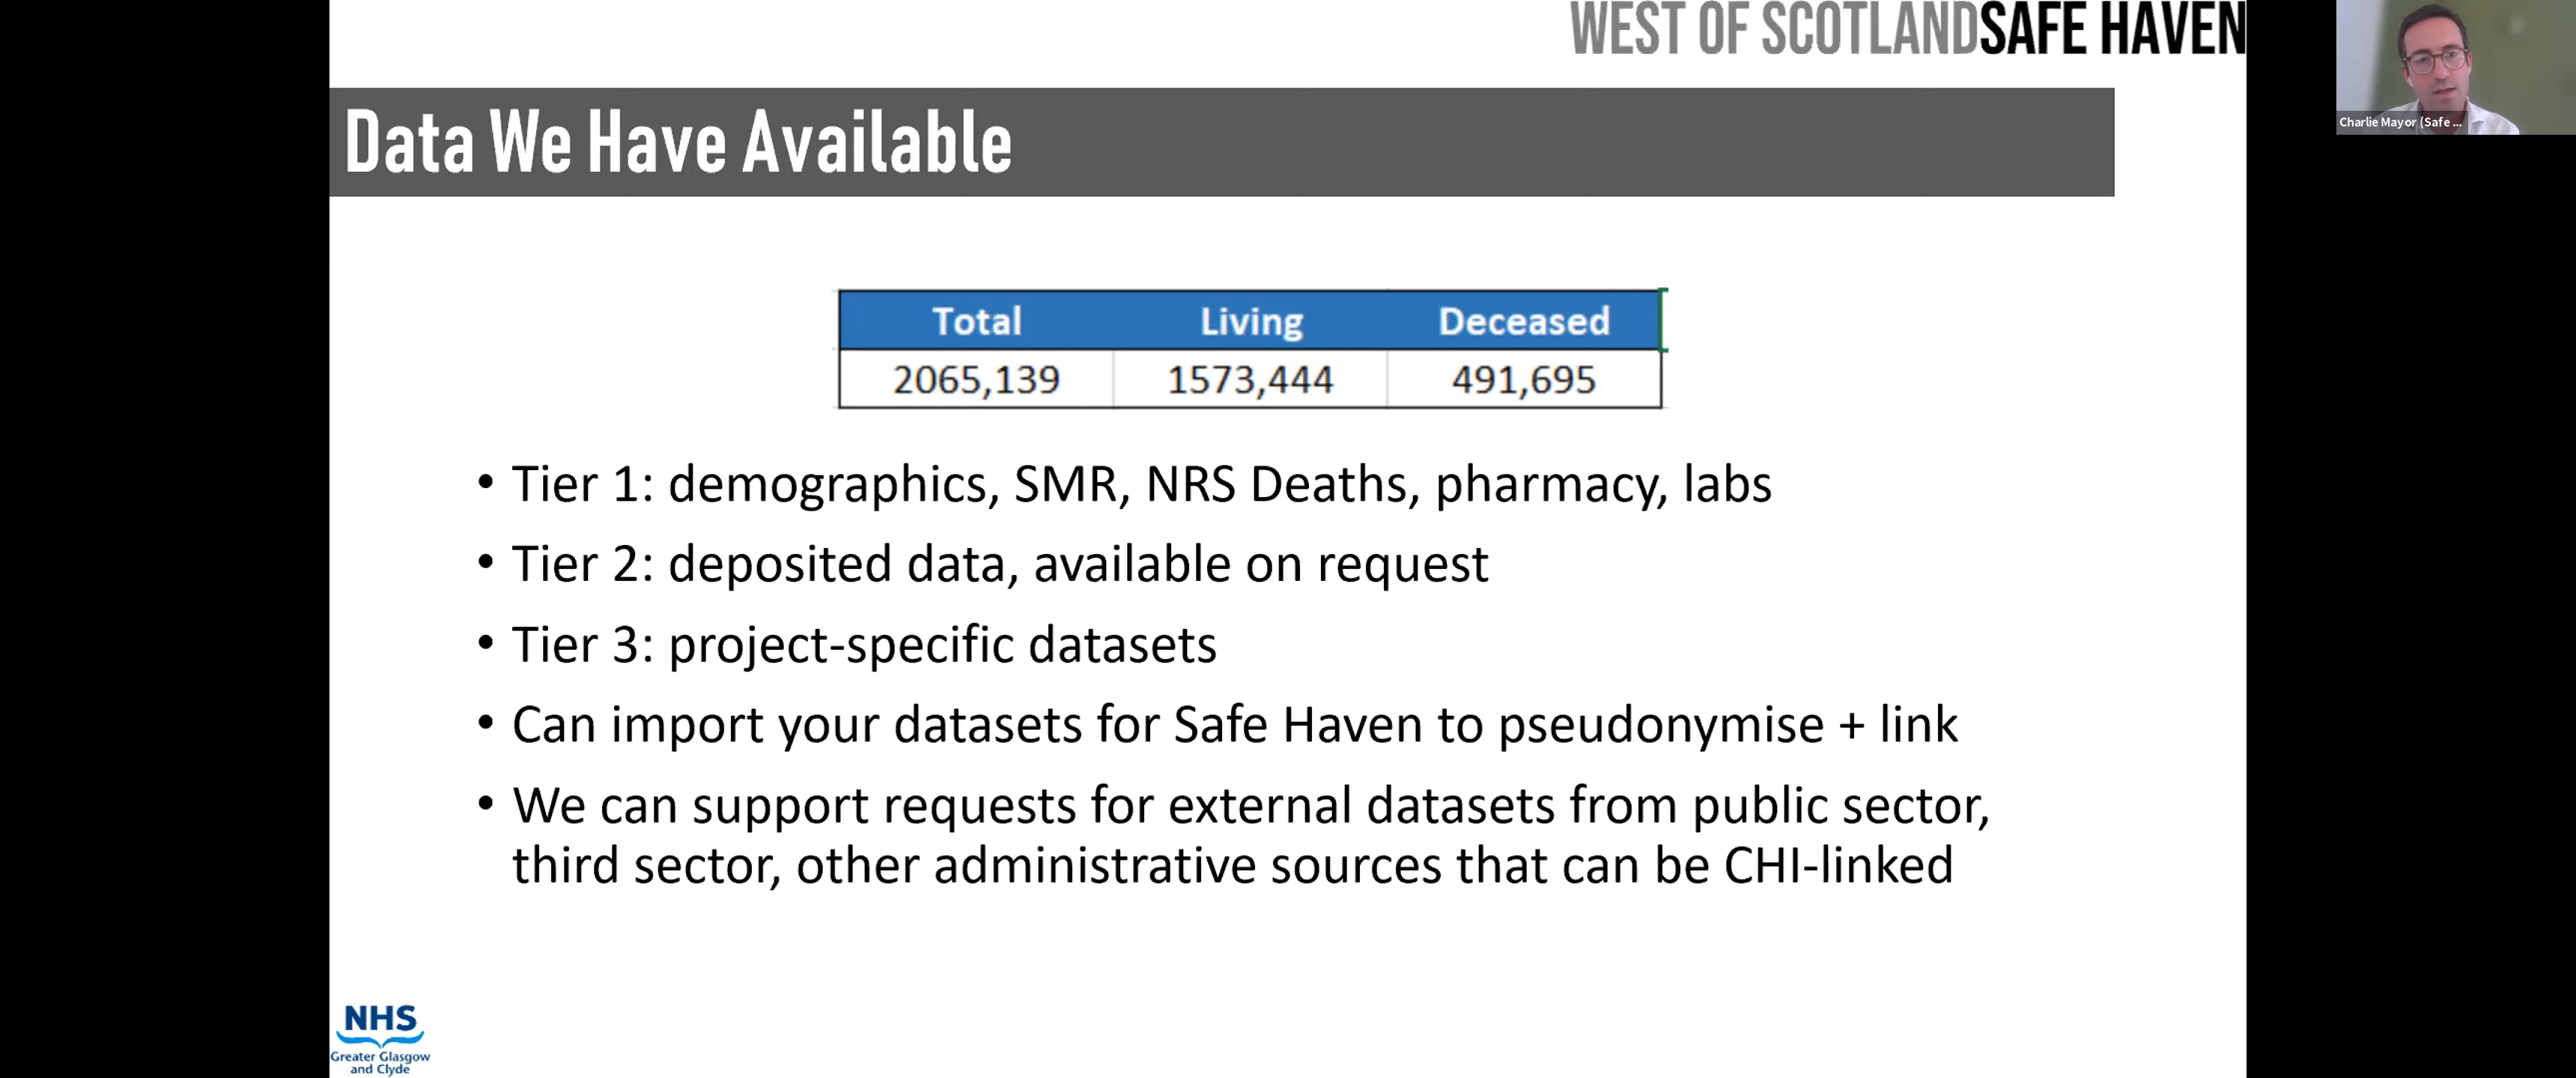 WEST OF SCOTLANDSAFE HAVEN
Charlie Mayor (Safe ...
Data We Have Available
Total Living Deceased
2065,139 1573,444 491,695
• Tier 1: demographics, SMR, NRS Deaths, pharmacy, labs
• Tier 2: deposited data, available on request
• Tier 3: project-specific datasets
• Can import your datasets for Safe Haven to pseudonymise + link
• We can support requests for external datasets from public sector,
third sector, other administrative sources that can be CHI-linked
NHS
Greater Glasgow
and Clyde